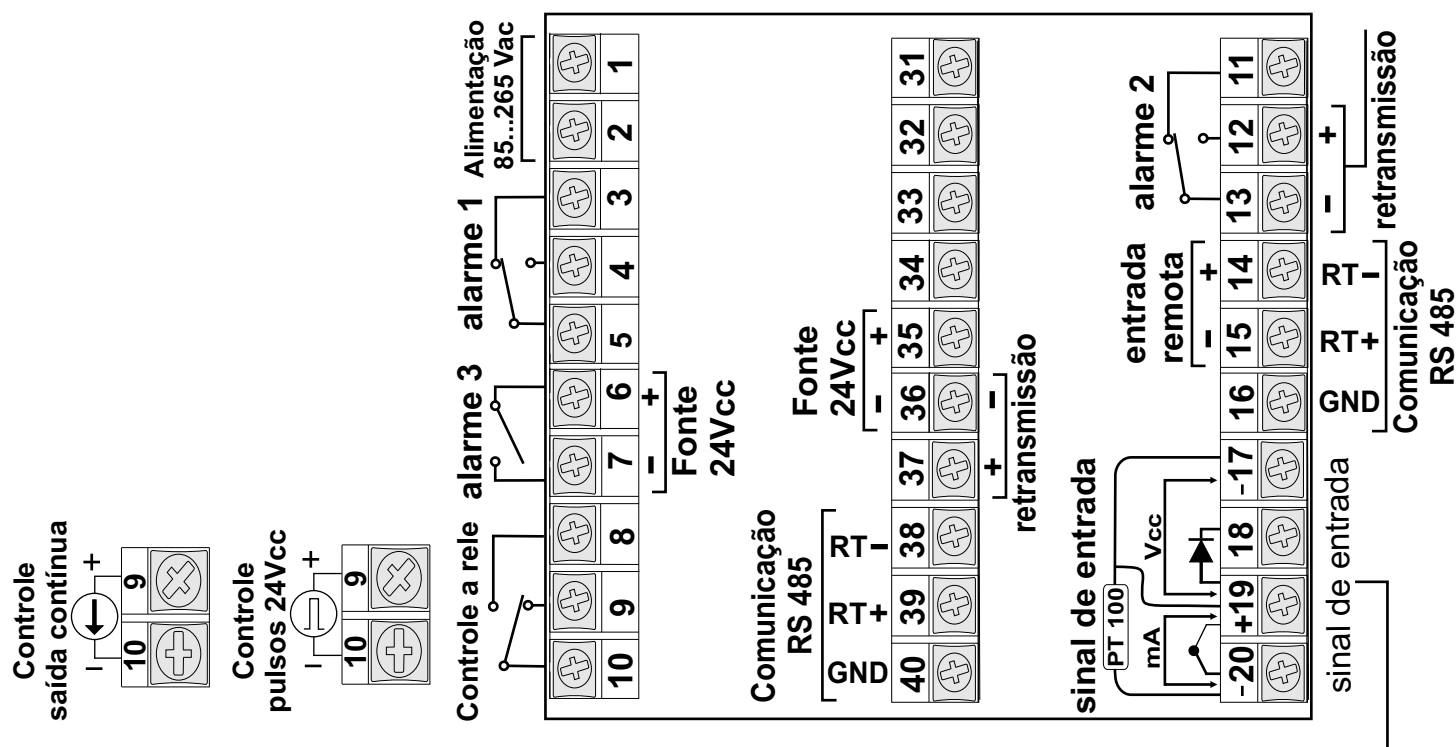 Controle
saída contínua
–
+
10
9
Controle
pulsos 24Vcc
–
+
10
9
Controle a rele
alarme 3
alarme 1
Alimentação
85...265 Vac
10
9
8
7
6
5
4
3
2
1
– +
Fonte
24Vcc
Comunicação
RS 485
GND
RT+
RT–
Fonte
24Vcc
– +
40
39
38
37
36
35
34
33
32
31
+ –
retransmissão
sinal de entrada
PT 100
mA
Vcc
entrada
remota
– +
alarme 2
-20
+19
18
-17
16
15
14
13
12
11
sinal de entrada
GND
RT+
RT–
Comunicação
RS 485
– +
retransmissão